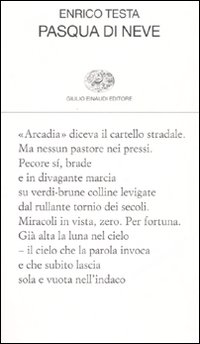 ENRICO TESTA
PASQUA DI NEVE
GIULIO EINAUDI EDITORE
«Arcadia» diceva il cartello stradale.
Ma nessun pastore nei pressi.
Pecore sí, brade
e in divagante marcia
su verdi-brune colline levigate
dal rullante tornio dei secoli.
Miracoli in vista, zero. Per fortuna.
Già alta la luna nel cielo
– il cielo che la parola invoca
e che subito lascia
sola e vuota nell'indaco